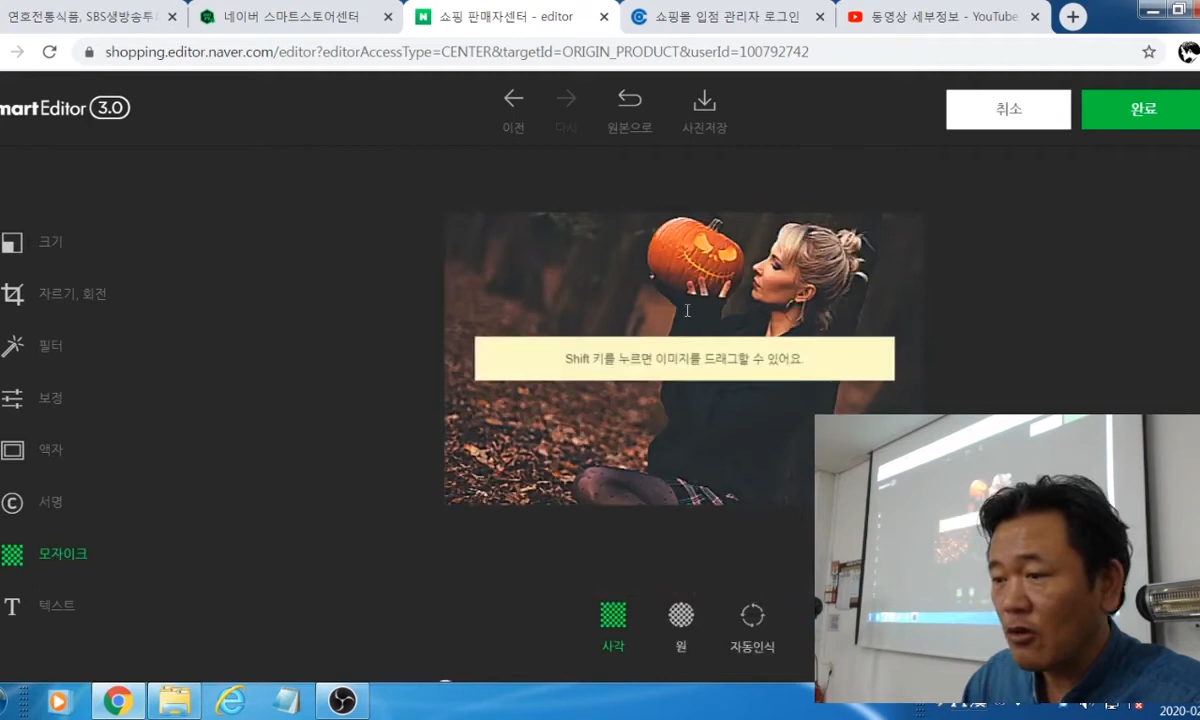 연호전통식품, SBS생방송투
네이버 스마트스토어센터
쇼핑 판매자센터 - editor
쇼핑몰 입점 관리자 로그인
동영상 세부정보 - YouTube
shopping.editor.naver.com/editor?editorAccessType=CENTER&targetId=ORIGIN_PRODUCT&userId=100792742
martEditor 3.0
이전
다시
원본으로
사진저장
취소
완료
크기
자르기, 회전
필터
보정
액자
서명
모자이크
텍스트
Shift 키를 누르면 이미지를 드래그할 수 있어요.
사각
원
자동인식
2020-02